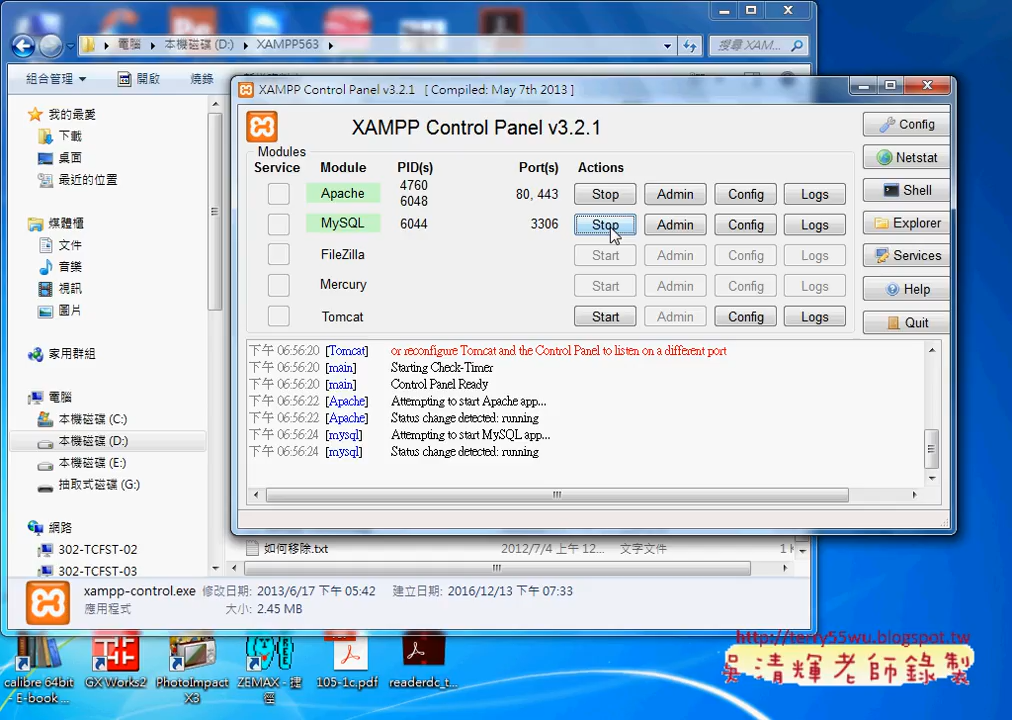 電腦 本機磁碟 (D:) XAMPP563
搜尋 XAM...
組合管理 開啟 燒錄
我的最愛
下載
桌面
最近的位置
媒體櫃
文件
音樂
視訊
圖片
家用群組
電腦
本機磁碟 (C:)
本機磁碟 (D:)
本機磁碟 (E:)
抽取式磁碟 (G:)
網路
302-TCFST-02
302-TCFST-03
XAMPP Control Panel v3.2.1 [ Compiled: May 7th 2013 ]
XAMPP Control Panel v3.2.1
Modules
Service Module PID(s) Port(s) Actions
Apache 4760 6048 80, 443 Stop Admin Config Logs
MySQL 6044 3306 Stop Admin Config Logs
FileZilla Start Admin Config Logs
Mercury Start Admin Config Logs
Tomcat Start Admin Config Logs
Config
Netstat
Shell
Explorer
Services
Help
Quit
下午 06:56:20 [Tomcat] or reconfigure Tomcat and the Control Panel to listen on a different port
下午 06:56:20 [main] Starting Check-Timer
下午 06:56:20 [main] Control Panel Ready
下午 06:56:22 [Apache] Attempting to start Apache app...
下午 06:56:22 [Apache] Status change detected: running
下午 06:56:24 [mysql] Attempting to start MySQL app...
下午 06:56:24 [mysql] Status change detected: running
如何移除.txt 2012/7/4 上午 12... 文字文件
xampp-control.exe 修改日期: 2013/6/17 下午 05:42 建立日期: 2016/12/13 下午 07:33
應用程式 大小: 2.45 MB
http://terry55wu.blogspot.tw
吳清輝老師錄製
calibre 64bit - E-book ...
GX Works2
PhotoImpact X3
ZEMAX - 捷徑
105-1c.pdf
readerdc_t...